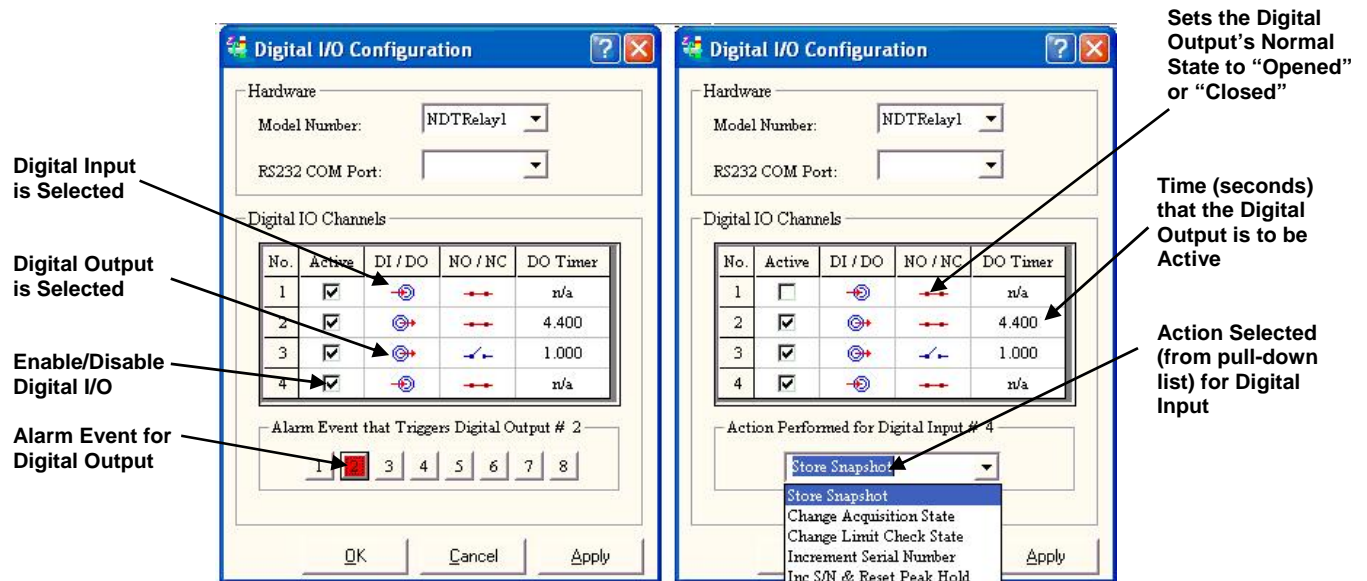 Digital I/O Configuration
Hardware
Model Number:
NDTRelay1
RS232 COM Port:
Digital IO Channels
No. Active DI / DO NO / NC DO Timer
1 n/a
2 4.400
3 1.000
4 n/a
Alarm Event that Triggers Digital Output # 2
1 2 3 4 5 6 7 8
OK Cancel Apply
Digital Input
is Selected
Digital Output
is Selected
Enable/Disable
Digital I/O
Alarm Event for
Digital Output
Digital I/O Configuration
Hardware
Model Number:
NDTRelay1
RS232 COM Port:
Digital IO Channels
No. Active DI / DO NO / NC DO Timer
1 n/a
2 4.400
3 1.000
4 n/a
Action Performed for Digital Input # 4
Store Snapshot
Store Snapshot
Change Acquisition State
Change Limit Check State
Increment Serial Number
Inc S/N & Reset Peak Hold
Apply
Sets the Digital
Output’s Normal
State to “Opened”
or “Closed”
Time (seconds)
that the Digital
Output is to be
Active
Action Selected
(from pull-down
list) for Digital
Input